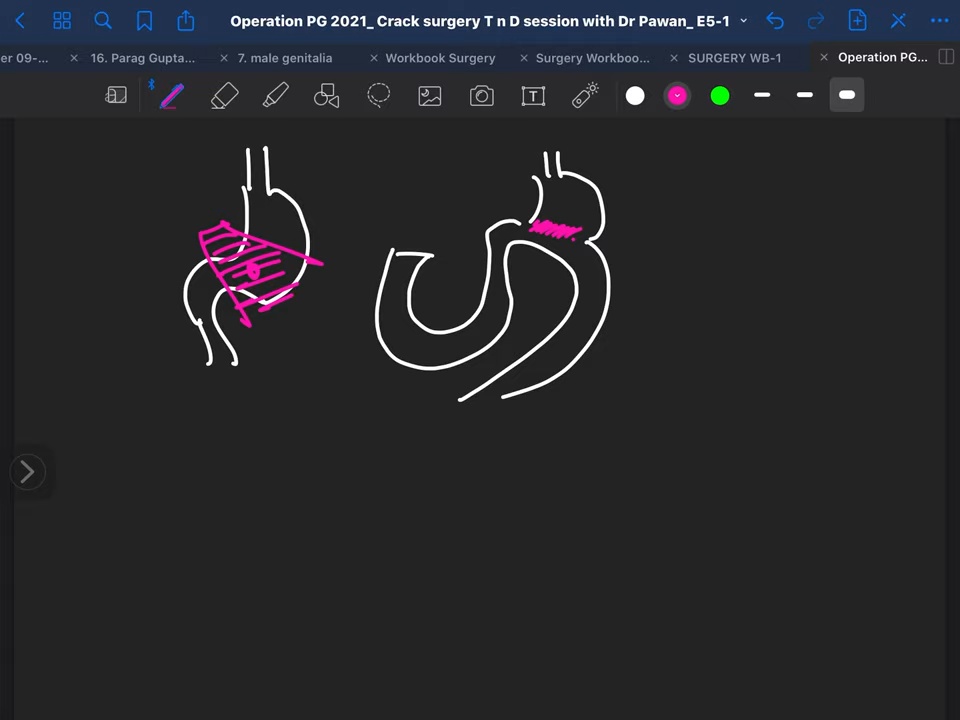 Operation PG 2021_ Crack surgery T n D session with Dr Pawan_ E5-1
er 09-... 16. Parag Gupta... 7. male genitalia Workbook Surgery Surgery Workboo... SURGERY WB-1 Operation PG...
T